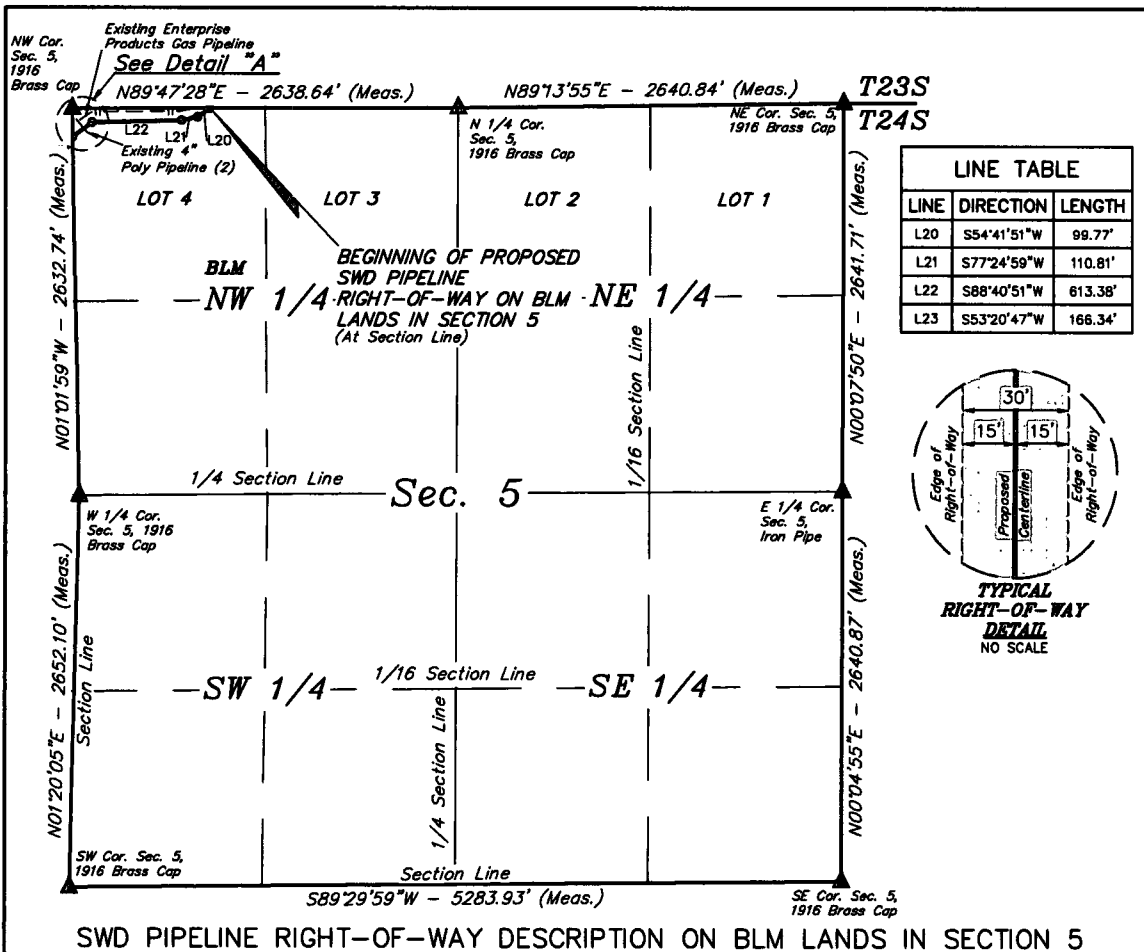 NW Cor.
Sec. 5,
1916
Brass Cap
Existing Enterprise
Products Gas Pipeline
See Detail "A"
N89°47'28"E - 2638.64' (Meas.)
N89°13'55"E - 2640.84' (Meas.)
T23S
T24S
NE Cor. Sec. 5,
1916 Brass Cap
N 1/4 Cor.
Sec. 5,
1916 Brass Cap
L22
L21
L20
Existing 4"
Poly Pipeline (2)
LOT 4
LOT 3
LOT 2
LOT 1
N01°01'59"W - 2632.74' (Meas.)
N00°07'50"E - 2641.71' (Meas.)
BEGINNING OF PROPOSED
SWD PIPELINE
RIGHT-OF-WAY ON BLM
LANDS IN SECTION 5
(At Section Line)
BLM
NW 1/4
NE 1/4
1/16 Section Line
1/4 Section Line
Sec. 5
W 1/4 Cor.
Sec. 5, 1916
Brass Cap
E 1/4 Cor.
Sec. 5,
Iron Pipe
N01°20'05"E - 2652.10' (Meas.)
Section Line
SW 1/4
1/16 Section Line
SE 1/4
1/4 Section Line
N00°04'55"E - 2640.87' (Meas.)
SW Cor. Sec. 5,
1916 Brass Cap
Section Line
S89°29'59"W - 5283.93' (Meas.)
SE Cor. Sec. 5,
1916 Brass Cap
LINE TABLE
LINE DIRECTION LENGTH
L20 S54°41'51"W 99.77'
L21 S77°24'59"W 110.81'
L22 S88°40'51"W 613.38'
L23 S53°20'47"W 166.34'
30'
15' 15'
Edge of
Right-of-Way
Proposed
Centerline
Edge of
Right-of-Way
TYPICAL
RIGHT-OF-WAY
DETAIL
NO SCALE
SWD PIPELINE RIGHT-OF-WAY DESCRIPTION ON BLM LANDS IN SECTION 5